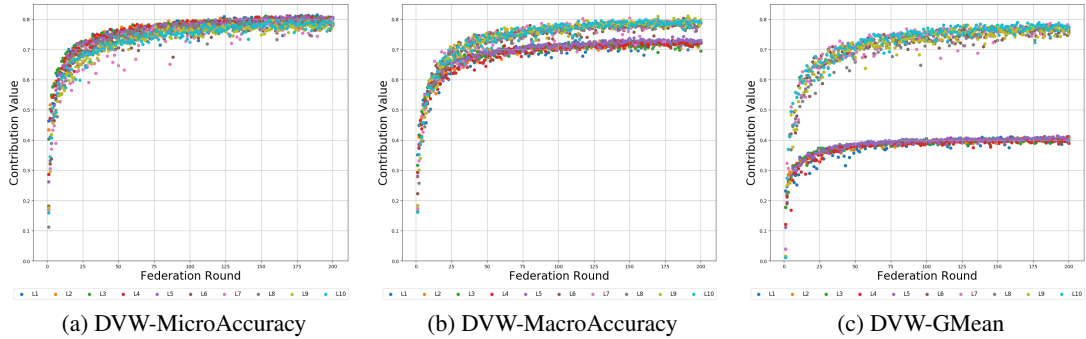 Contribution Value
0.8
0.7
0.6
0.5
0.4
0.3
0.2
0.1
0.0
0 25 50 75 100 125 150 175 200
Federation Round
L1 L2 L3 L4 L5 L6 L7 L8 L9 L10
(a) DVW-MicroAccuracy
Contribution Value
0.8
0.7
0.6
0.5
0.4
0.3
0.2
0.1
0.0
0 25 50 75 100 125 150 175 200
Federation Round
L1 L2 L3 L4 L5 L6 L7 L8 L9 L10
(b) DVW-MacroAccuracy
Contribution Value
0.8
0.7
0.6
0.5
0.4
0.3
0.2
0.1
0.0
0 25 50 75 100 125 150 175 200
Federation Round
L1 L2 L3 L4 L5 L6 L7 L8 L9 L10
(c) DVW-GMean